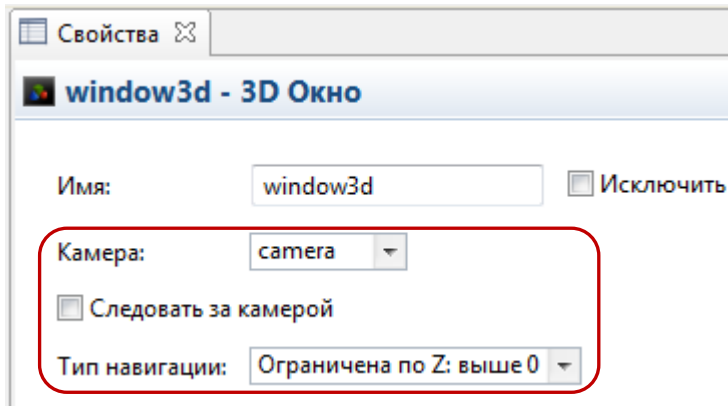 Свойства
window3d - 3D Окно
Имя: window3d Исключить
Камера: camera
Следовать за камерой
Тип навигации: Ограничена по Z: выше 0